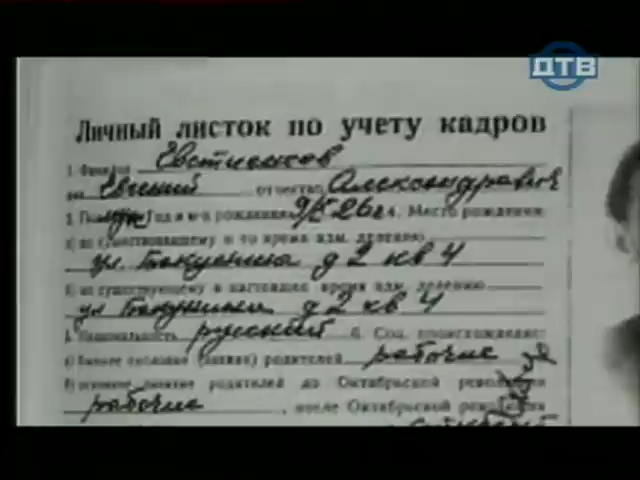 ДТВ
Личный листок по учету кадров
1. Фамилия Евстигнеев
имя Евгений отчество Александрович
2. Пол муж 3. Год и м-ц рождения 9/X 26 г. 4. Место рождения:
а) по существовавшему в то время адм. делению
ул. Бакунина д 2 кв 4
б) по существующему в настоящее время адм. делению
ул Бакунина д 2 кв 4
5. Национальность русский 6. Соц. происхождение:
а) бывшее сословие (звание) родителей рабочие
б) основное занятие родителей до Октябрьской революции
рабочие, после Октябрьской революции